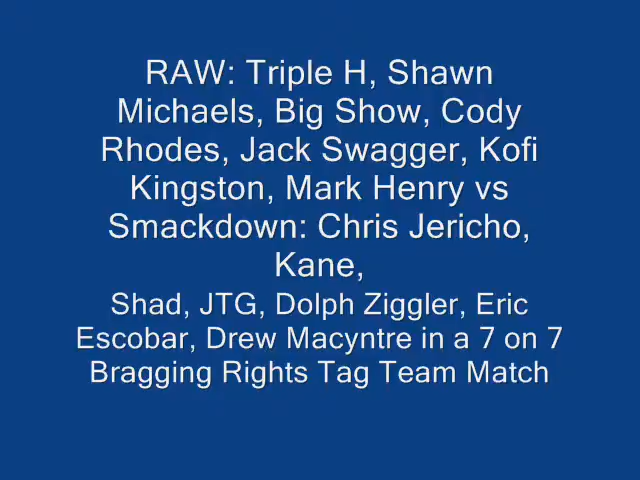 RAW: Triple H, Shawn
Michaels, Big Show, Cody
Rhodes, Jack Swagger, Kofi
Kingston, Mark Henry vs
Smackdown: Chris Jericho,
Kane,
Shad, JTG, Dolph Ziggler, Eric
Escobar, Drew Macyntre in a 7 on 7
Bragging Rights Tag Team Match